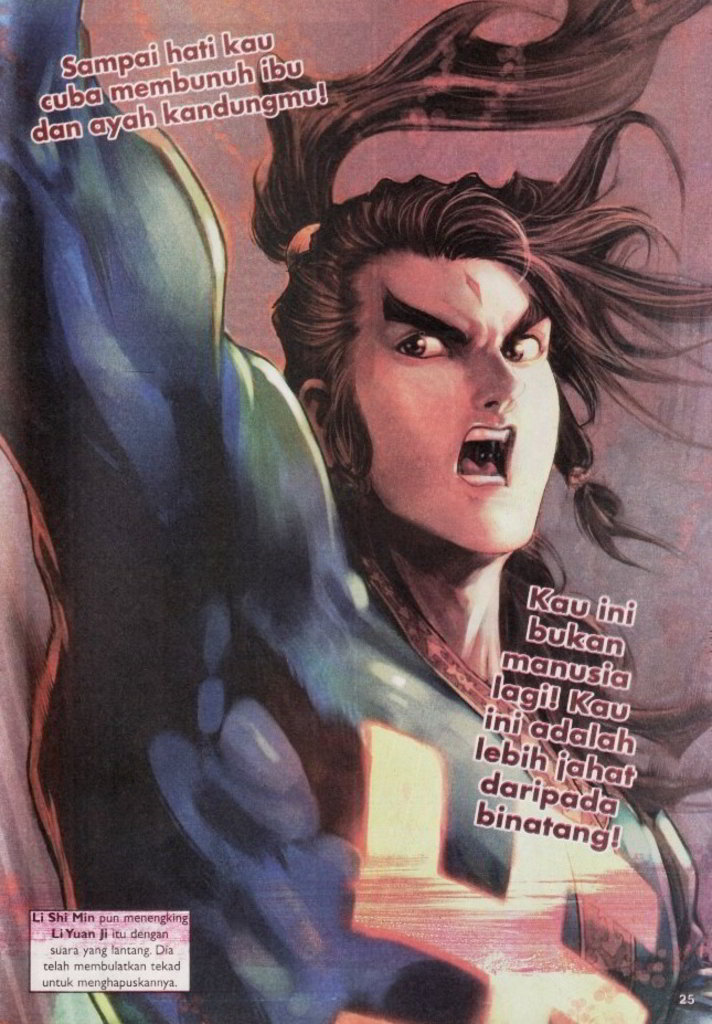 Sampai hati kau
cuba membunuh ibu
dan ayah kandungmu!
Kau ini
bukan
manusia
lagi! Kau
ini adalah
lebih jahat
daripada
binatang!
Li Shi Min pun menengking
Li Yuan Ji itu dengan
suara yang lantang. Dia
telah membulatkan tekad
untuk menghapuskannya.
25